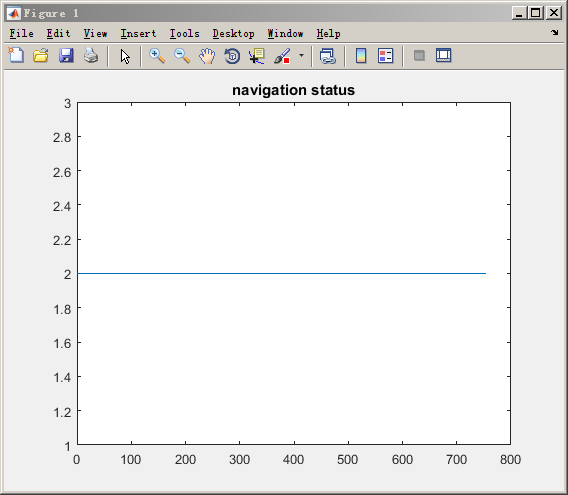 Figure 1
File Edit View Insert Tools Desktop Window Help
navigation status
3
2.8
2.6
2.4
2.2
2
1.8
1.6
1.4
1.2
1
0 100 200 300 400 500 600 700 800